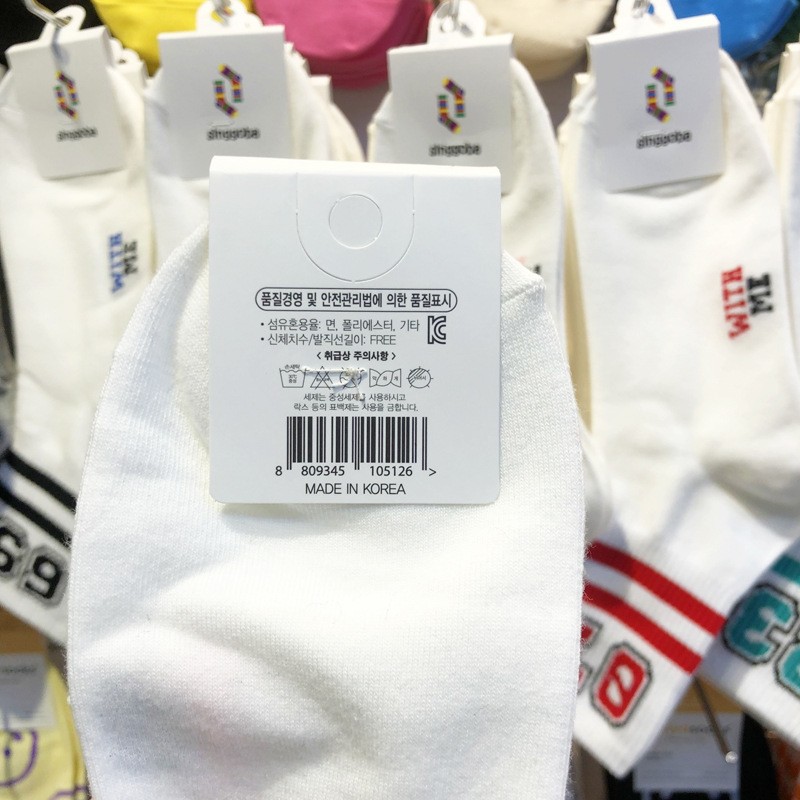 품질경영 및 안전관리법에 의한 품질표시
• 섬유혼용율: 면, 폴리에스터, 기타
• 신체치수/발직선길이: FREE
< 취급상 주의사항 >
세제는 중성세제를 사용하시고
락스 등의 표백제는 사용을 금합니다.
8 809345 105126 >
MADE IN KOREA
WITH
ME
WITH
ME
69